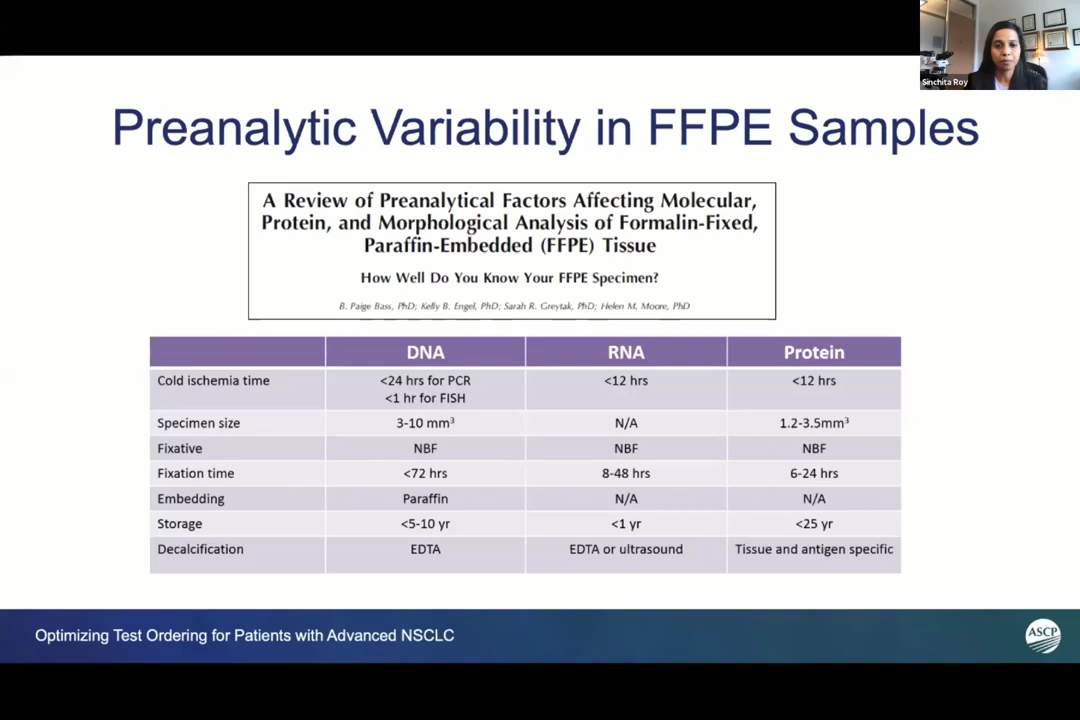 Sinchita Roy
Preanalytic Variability in FFPE Samples
A Review of Preanalytical Factors Affecting Molecular,
Protein, and Morphological Analysis of Formalin-Fixed,
Paraffin-Embedded (FFPE) Tissue
How Well Do You Know Your FFPE Specimen?
B. Paige Bass, PhD; Kelly B. Engel, PhD; Sarah R. Greytak, PhD; Helen M. Moore, PhD
DNA RNA Protein
Cold ischemia time <24 hrs for PCR <12 hrs <12 hrs
<1 hr for FISH
Specimen size 3-10 mm³ N/A 1.2-3.5mm³
Fixative NBF NBF NBF
Fixation time <72 hrs 8-48 hrs 6-24 hrs
Embedding Paraffin N/A N/A
Storage <5-10 yr <1 yr <25 yr
Decalcification EDTA EDTA or ultrasound Tissue and antigen specific
Optimizing Test Ordering for Patients with Advanced NSCLC
ASCP